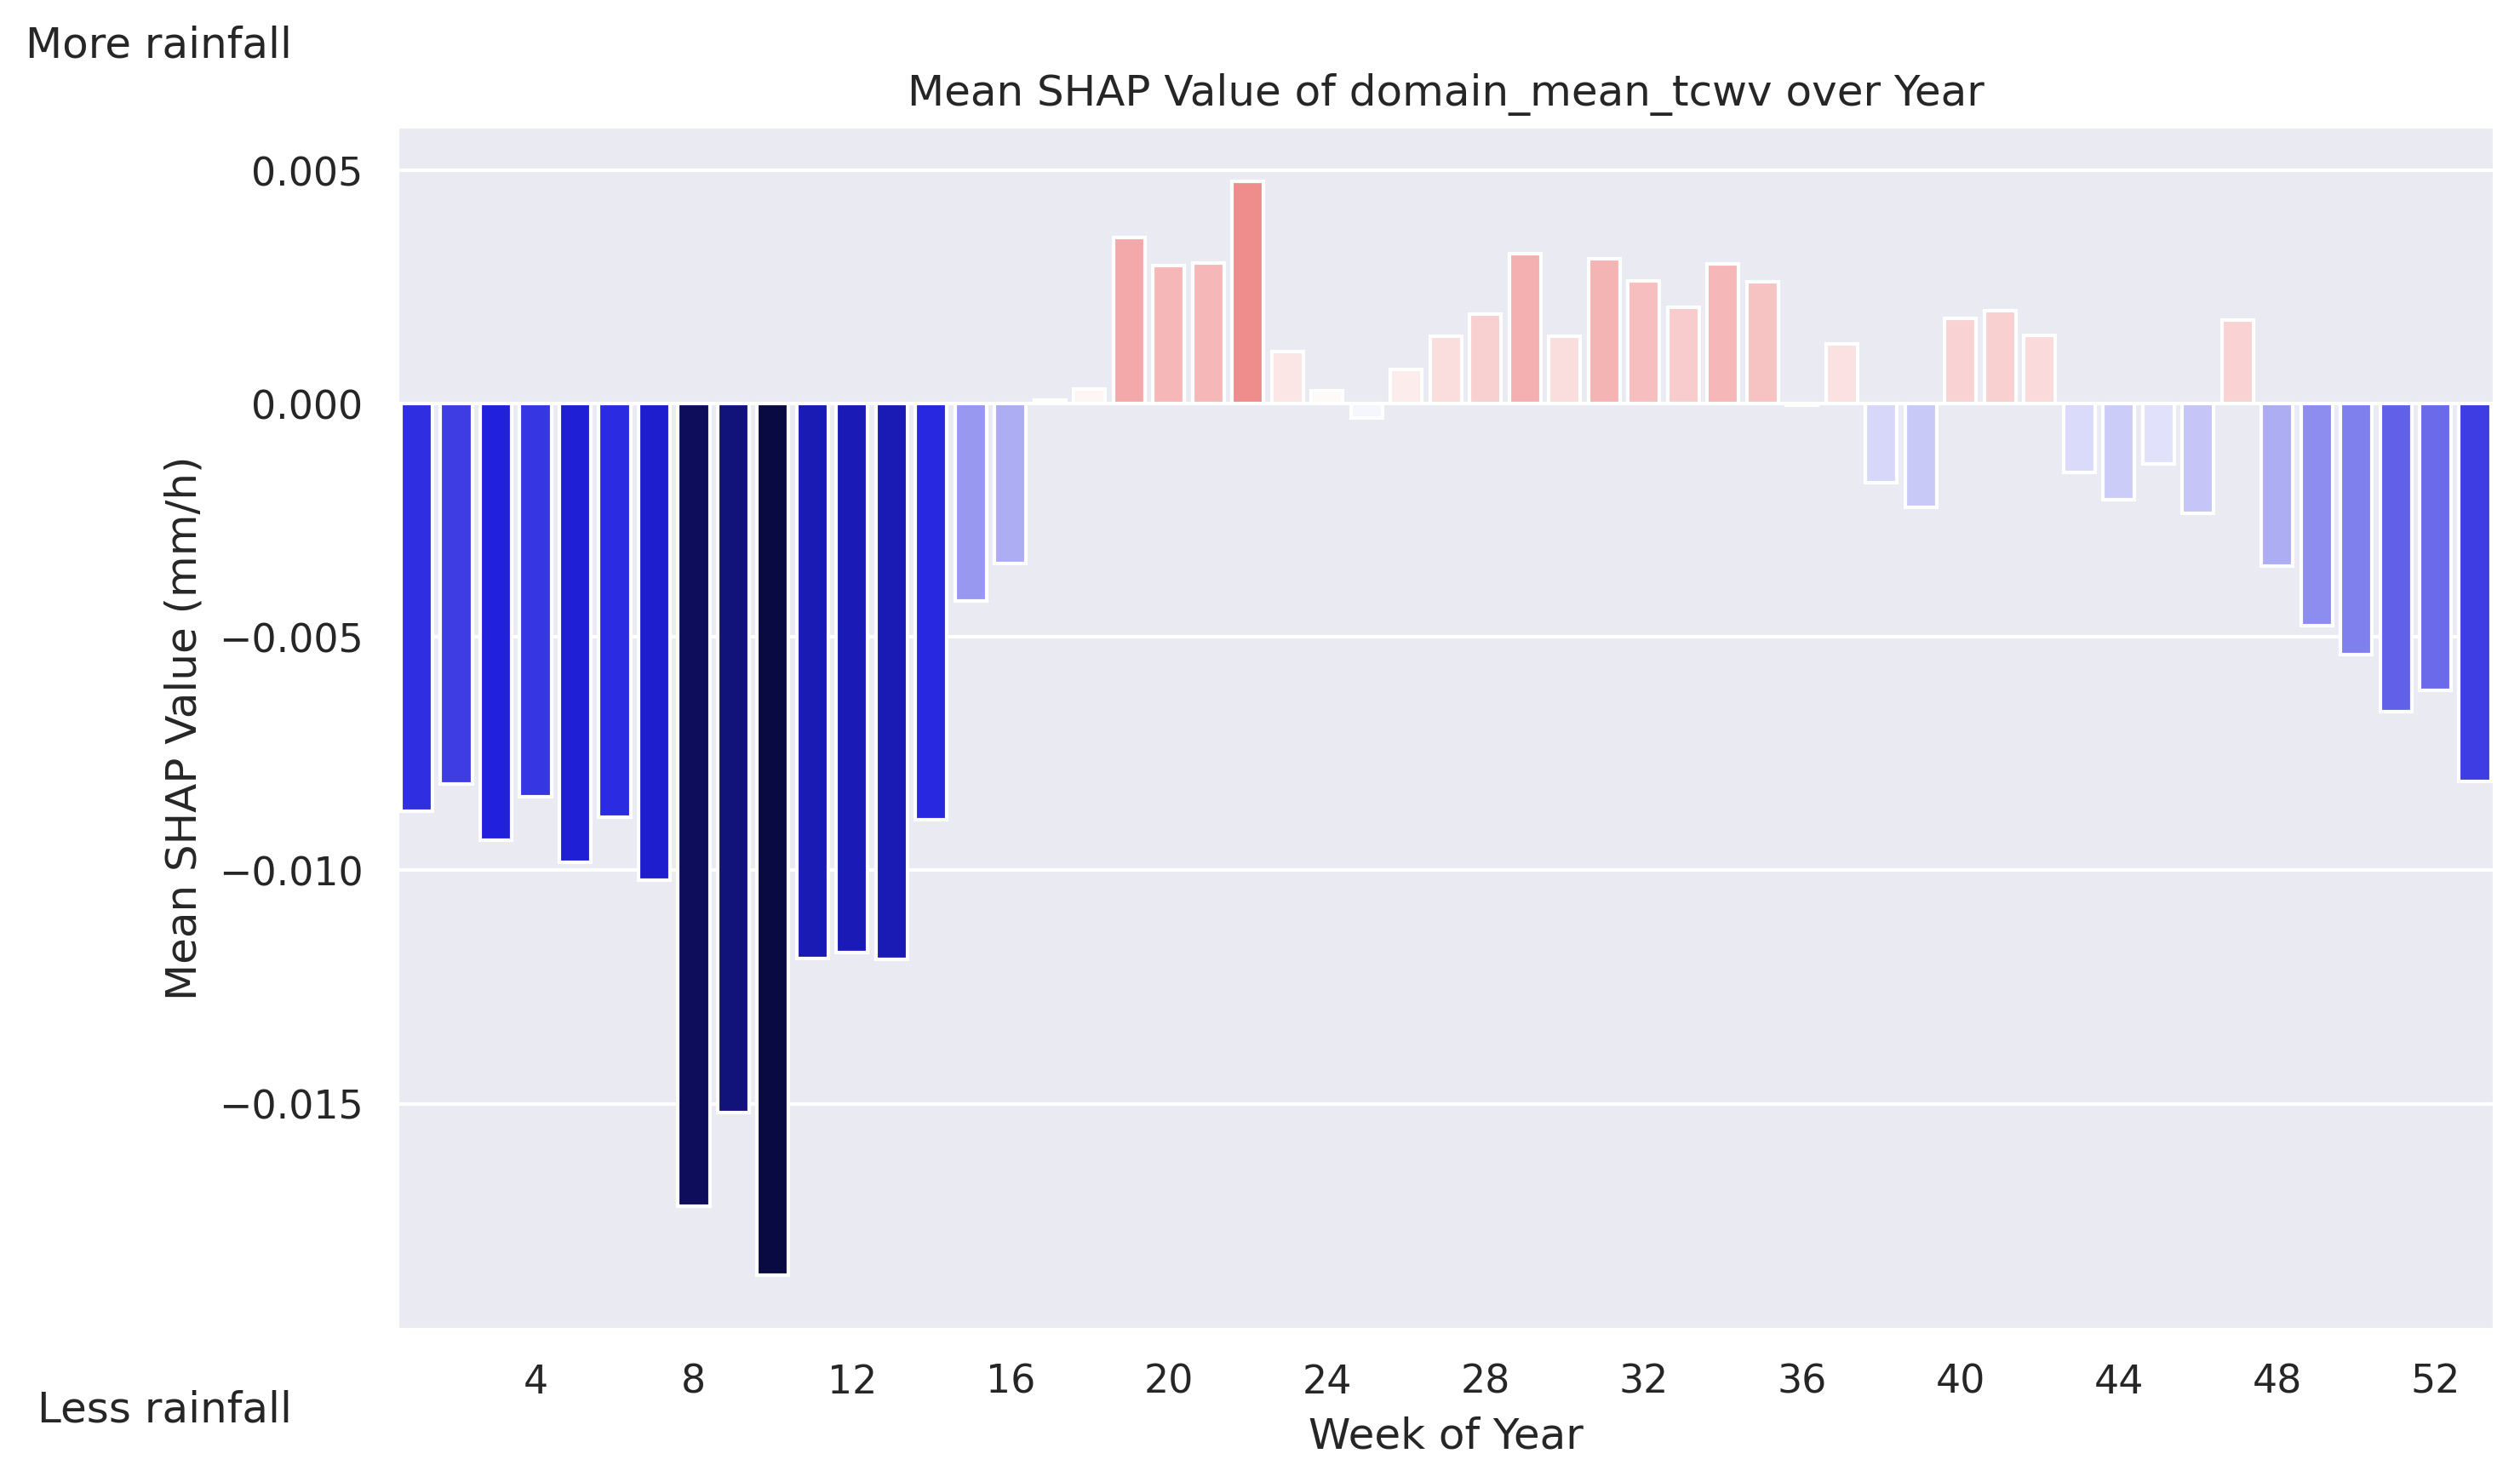 More rainfall
Mean SHAP Value of domain_mean_tcwv over Year
0.005
0.000
−0.005
−0.010
−0.015
Mean SHAP Value (mm/h)
4 8 12 16 20 24 28 32 36 40 44 48 52
Less rainfall
Week of Year